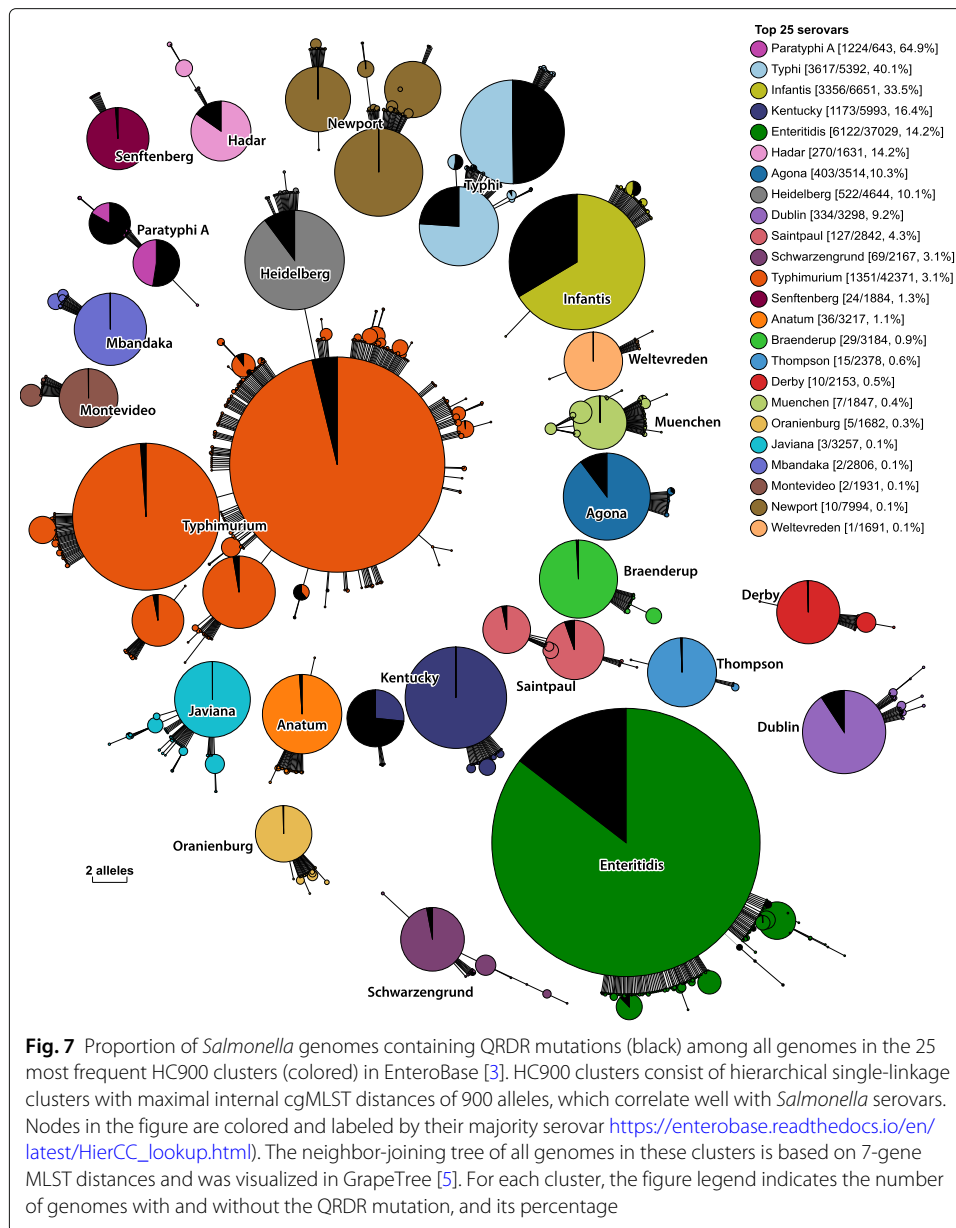 Top 25 serovars
Paratyphi A [1224/643, 64.9%]
Typhi [3617/5392, 40.1%]
Infantis [3356/6651, 33.5%]
Kentucky [1173/5993, 16.4%]
Enteritidis [6122/37029, 14.2%]
Hadar [270/1631, 14.2%]
Agona [403/3514,10.3%]
Heidelberg [522/4644, 10.1%]
Dublin [334/3298, 9.2%]
Saintpaul [127/2842, 4.3%]
Schwarzengrund [69/2167, 3.1%]
Typhimurium [1351/42371, 3.1%]
Senftenberg [24/1884, 1.3%]
Anatum [36/3217, 1.1%]
Braenderup [29/3184, 0.9%]
Thompson [15/2378, 0.6%]
Derby [10/2153, 0.5%]
Muenchen [7/1847, 0.4%]
Oranienburg [5/1682, 0.3%]
Javiana [3/3257, 0.1%]
Mbandaka [2/2806, 0.1%]
Montevideo [2/1931, 0.1%]
Newport [10/7994, 0.1%]
Weltevreden [1/1691, 0.1%]
Newport
Hadar
Senftenberg
Typhi
Paratyphi A
Heidelberg
Infantis
Mbandaka
Weltevreden
Montevideo
Muenchen
Agona
Typhimurium
Braenderup
Derby
Thompson
Kentucky
Saintpaul
Javiana
Anatum
Dublin
Oranienburg
Enteritidis
2 alleles
Schwarzengrund
Fig. 7 Proportion of Salmonella genomes containing QRDR mutations (black) among all genomes in the 25
most frequent HC900 clusters (colored) in EnteroBase [3]. HC900 clusters consist of hierarchical single-linkage
clusters with maximal internal cgMLST distances of 900 alleles, which correlate well with Salmonella serovars.
Nodes in the figure are colored and labeled by their majority serovar https://enterobase.readthedocs.io/en/
latest/HierCC_lookup.html). The neighbor-joining tree of all genomes in these clusters is based on 7-gene
MLST distances and was visualized in GrapeTree [5]. For each cluster, the figure legend indicates the number
of genomes with and without the QRDR mutation, and its percentage